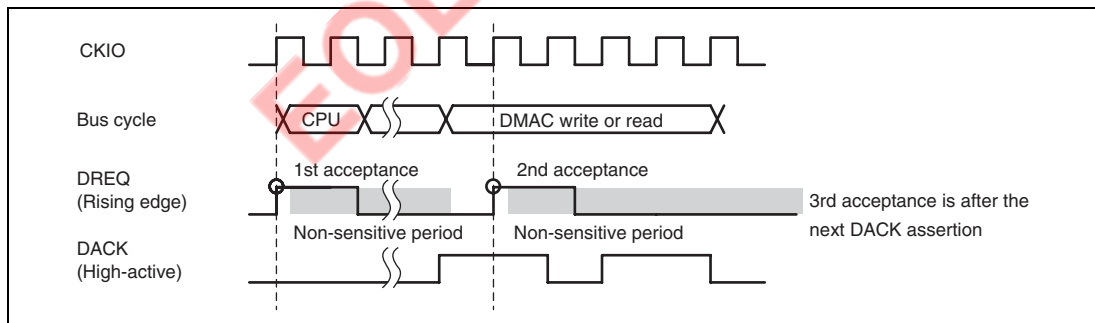 EOL
CKIO
Bus cycle
CPU
DMAC write or read
DREQ
(Rising edge)
1st acceptance
2nd acceptance
3rd acceptance is after the
next DACK assertion
Non-sensitive period
Non-sensitive period
DACK
(High-active)